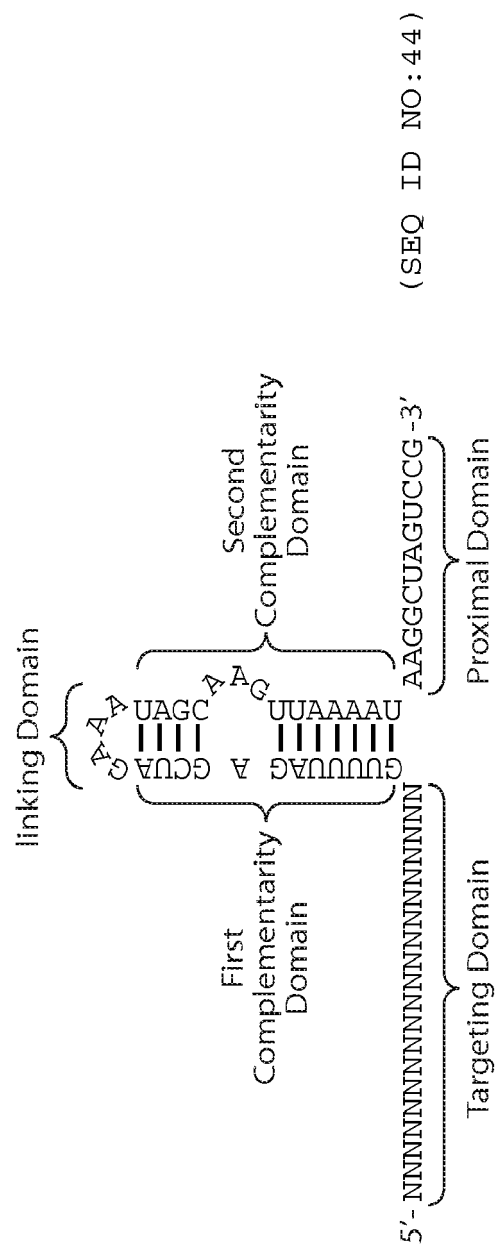 linking Domain
GAAA
First
Complementarity
Domain
GUUUUAG A GCUA
UAGC AAG UUAAAAU
Second
Complementarity
Domain
5'-NNNNNNNNNNNNNNNNNNNN
AAGGCUAGUCCG-3'
(SEQ ID NO:44)
Targeting Domain
Proximal Domain